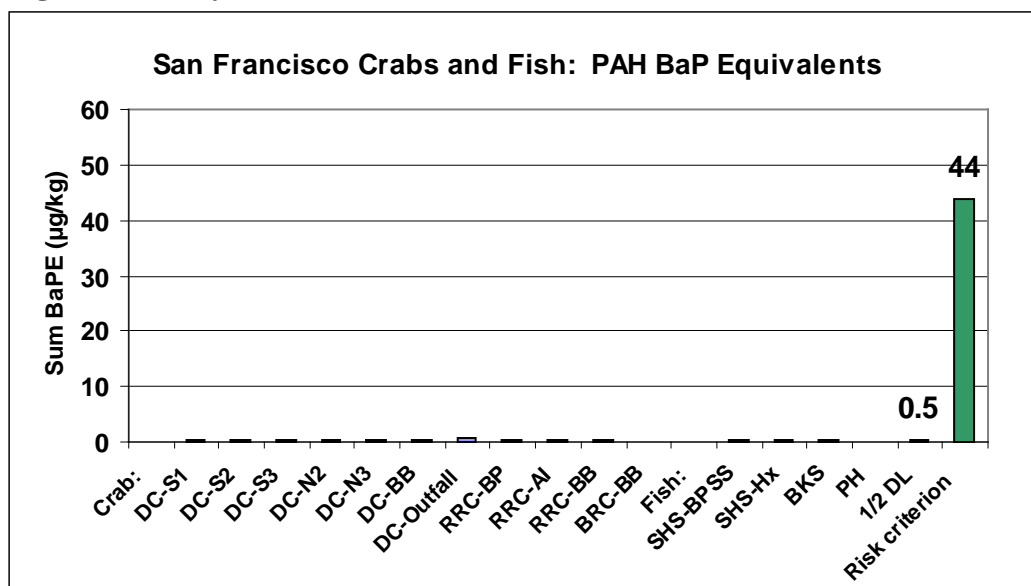 San Francisco Crabs and Fish: PAH BaP Equivalents
Sum BaPE (µg/kg)
60
50
40
30
20
10
0
44
0.5
Crab:
DC-S1
DC-S2
DC-S3
DC-N2
DC-N3
DC-BB
DC-Outfall
RRC-BP
RRC-AI
RRC-BB
BRC-BB
Fish:
SHS-BPSS
SHS-Hx
BKS
PH
1/2 DL
Risk criterion